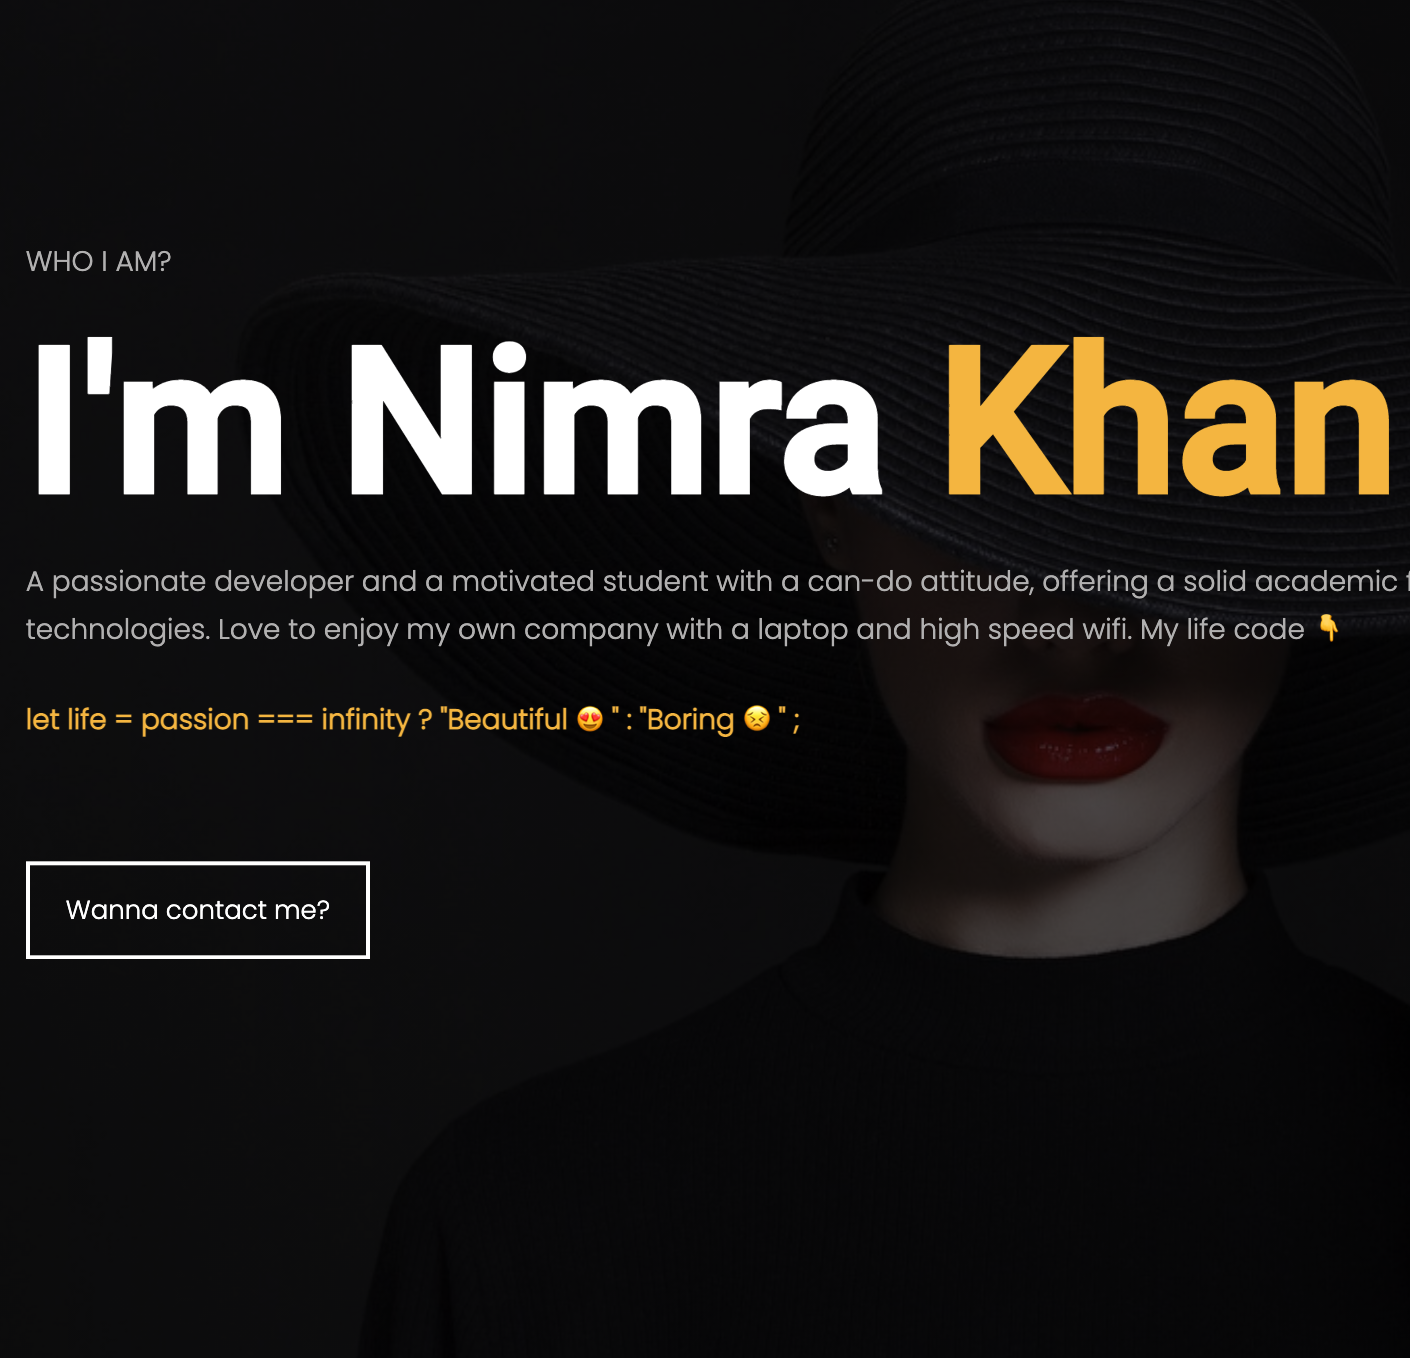 WHO I AM?
I'm Nimra Khan
A passionate developer and a motivated student with a can-do attitude, offering a solid academic
technologies. Love to enjoy my own company with a laptop and high speed wifi. My life code 👇
let life = passion === infinity ? "Beautiful 😍 " : "Boring 😣 " ;
Wanna contact me?